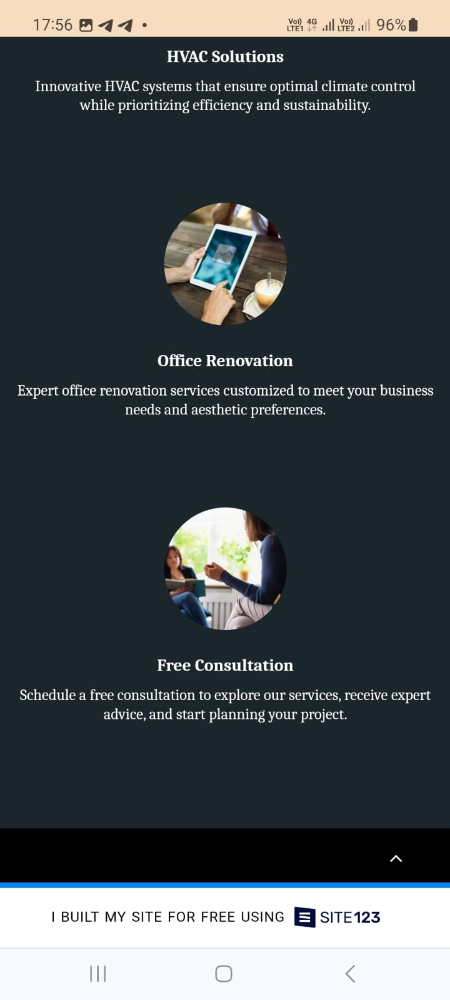 17:56
Vo)) 4G Vo)) 96%
LTE1 LTE2
HVAC Solutions
Innovative HVAC systems that ensure optimal climate control
while prioritizing efficiency and sustainability.
Office Renovation
Expert office renovation services customized to meet your business
needs and aesthetic preferences.
Free Consultation
Schedule a free consultation to explore our services, receive expert
advice, and start planning your project.
I BUILT MY SITE FOR FREE USING SITE123